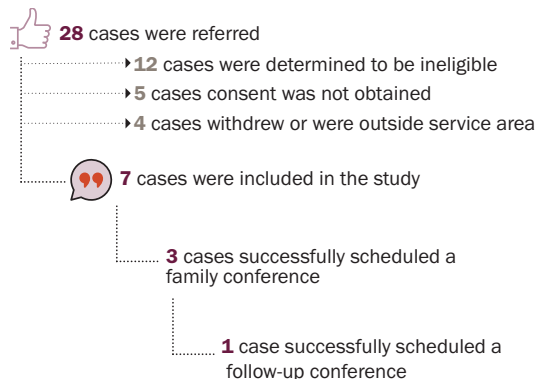 28 cases were referred
12 cases were determined to be ineligible
5 cases consent was not obtained
4 cases withdrew or were outside service area
7 cases were included in the study
3 cases successfully scheduled a
family conference
1 case successfully scheduled a
follow-up conference